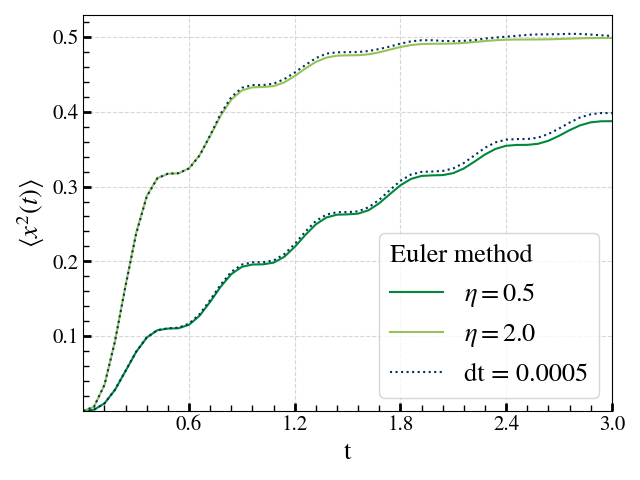 0.5
0.4
0.3
0.2
0.1
⟨x²(t)⟩
Euler method
η = 0.5
η = 2.0
dt = 0.0005
0.6 1.2 1.8 2.4 3.0
t